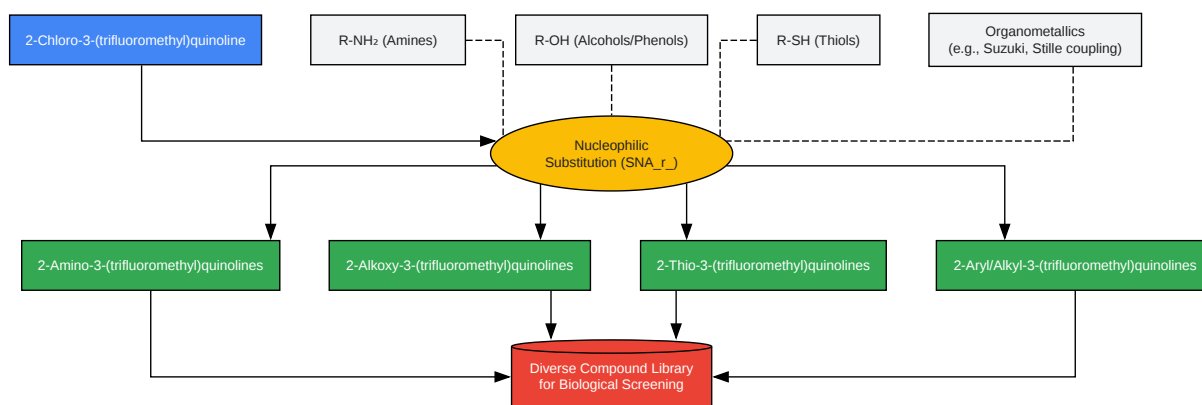 2-Chloro-3-(trifluoromethyl)quinoline
R-NH₂ (Amines)
R-OH (Alcohols/Phenols)
R-SH (Thiols)
Organometallics
(e.g., Suzuki, Stille coupling)
Nucleophilic
Substitution (SNA_r_)
2-Amino-3-(trifluoromethyl)quinolines
2-Alkoxy-3-(trifluoromethyl)quinolines
2-Thio-3-(trifluoromethyl)quinolines
2-Aryl/Alkyl-3-(trifluoromethyl)quinolines
Diverse Compound Library
for Biological Screening